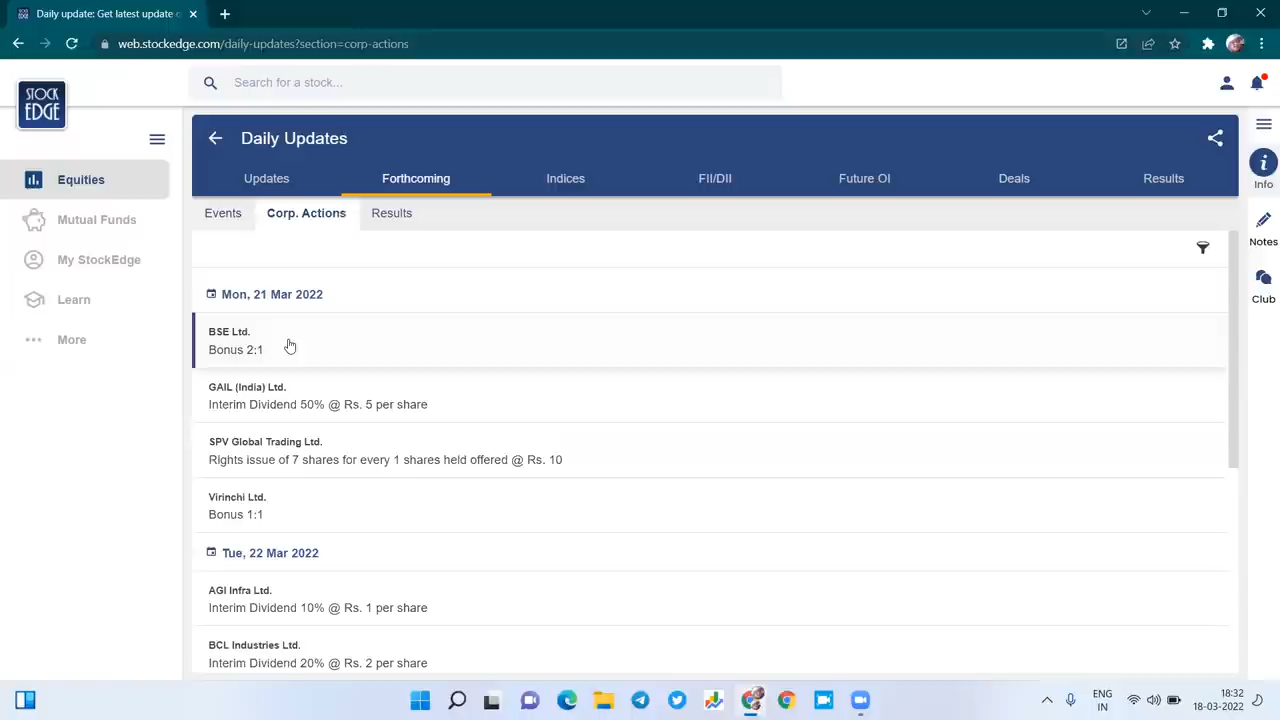 Daily update: Get latest update o
web.stockedge.com/daily-updates?section=corp-actions
STOCK
EDGE
Search for a stock...
Equities
Mutual Funds
My StockEdge
Learn
More
Daily Updates
Updates
Forthcoming
Indices
FII/DII
Future OI
Deals
Results
Events
Corp. Actions
Results
Mon, 21 Mar 2022
BSE Ltd.
Bonus 2:1
GAIL (India) Ltd.
Interim Dividend 50% @ Rs. 5 per share
SPV Global Trading Ltd.
Rights issue of 7 shares for every 1 shares held offered @ Rs. 10
Virinchi Ltd.
Bonus 1:1
Tue, 22 Mar 2022
AGI Infra Ltd.
Interim Dividend 10% @ Rs. 1 per share
BCL Industries Ltd.
Interim Dividend 20% @ Rs. 2 per share
Info
Notes
Club
ENG
IN
18:32
18-03-2022